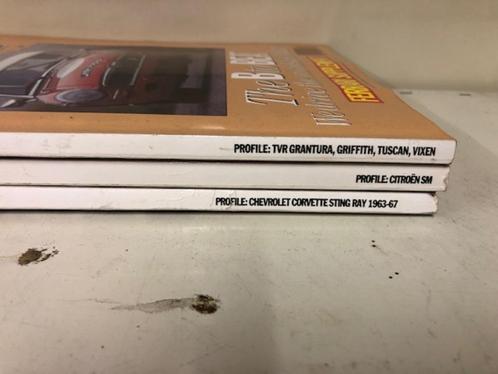 PROFILE: TVR GRANTURA, GRIFFITH, TUSCAN, VIXEN
PROFILE: CITROËN SM
PROFILE: CHEVROLET CORVETTE STING RAY 1963-67